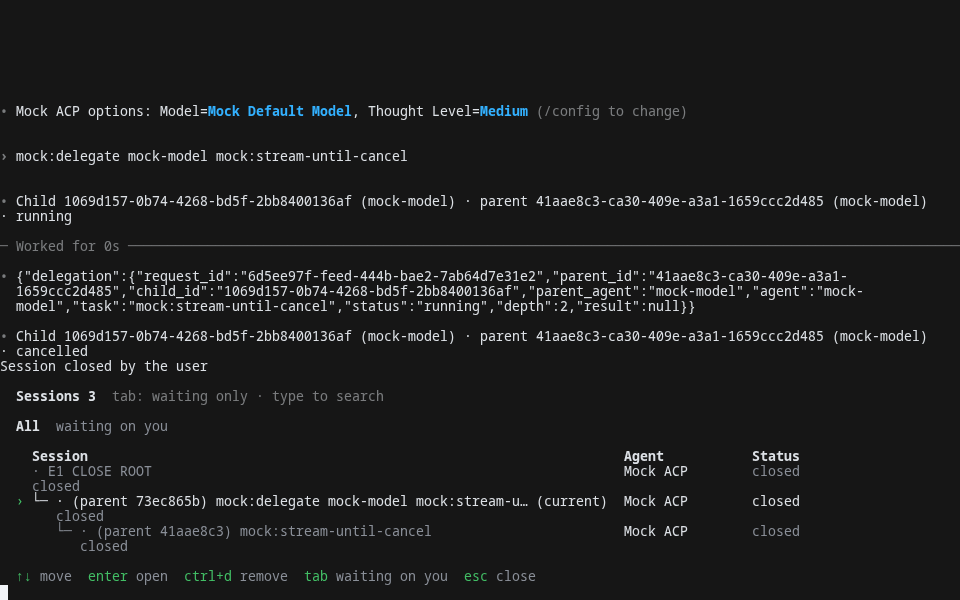 • Mock ACP options: Model=Mock Default Model, Thought Level=Medium (/config to change)
› mock:delegate mock-model mock:stream-until-cancel
• Child 1069d157-0b74-4268-bd5f-2bb8400136af (mock-model) · parent 41aae8c3-ca30-409e-a3a1-1659ccc2d485 (mock-model)
· running
─ Worked for 0s ─
• {"delegation":{"request_id":"6d5ee97f-feed-444b-bae2-7ab64d7e31e2","parent_id":"41aae8c3-ca30-409e-a3a1-
1659ccc2d485","child_id":"1069d157-0b74-4268-bd5f-2bb8400136af","parent_agent":"mock-model","agent":"mock-
model","task":"mock:stream-until-cancel","status":"running","depth":2,"result":null}}
• Child 1069d157-0b74-4268-bd5f-2bb8400136af (mock-model) · parent 41aae8c3-ca30-409e-a3a1-1659ccc2d485 (mock-model)
· cancelled
Session closed by the user
Sessions 3 tab: waiting only · type to search
All waiting on you
Session Agent Status
· E1 CLOSE ROOT Mock ACP closed
closed
› └─ · (parent 73ec865b) mock:delegate mock-model mock:stream-u… (current) Mock ACP closed
closed
└─ · (parent 41aae8c3) mock:stream-until-cancel Mock ACP closed
closed
↑↓ move enter open ctrl+d remove tab waiting on you esc close